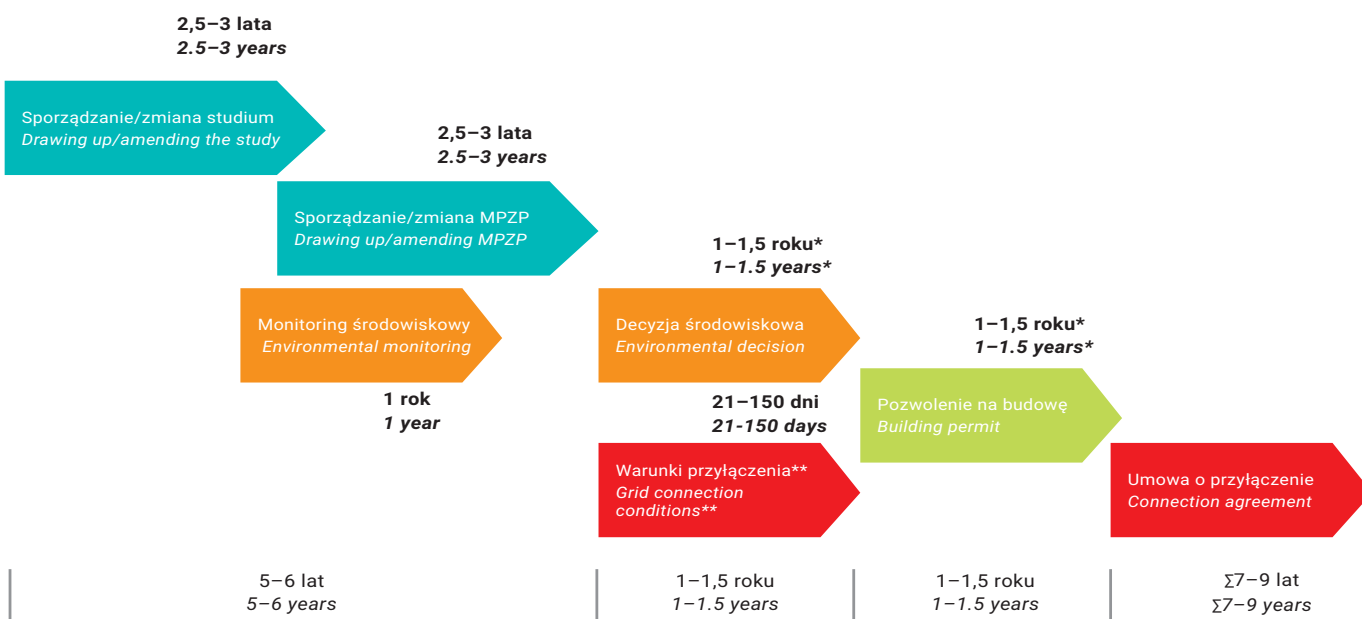 2,5–3 lata
2.5–3 years
Sporządzanie/zmiana studium
Drawing up/amending the study
2,5–3 lata
2.5–3 years
Sporządzanie/zmiana MPZP
Drawing up/amending MPZP
1–1,5 roku*
1–1.5 years*
Monitoring środowiskowy
Environmental monitoring
Decyzja środowiskowa
Environmental decision
1–1,5 roku*
1–1.5 years*
1 rok
1 year
21–150 dni
21-150 days
Pozwolenie na budowę
Building permit
Warunki przyłączenia**
Grid connection
conditions**
Umowa o przyłączenie
Connection agreement
5–6 lat
5–6 years
1–1,5 roku
1–1.5 years
1–1,5 roku
1–1.5 years
∑7–9 lat
∑7–9 years